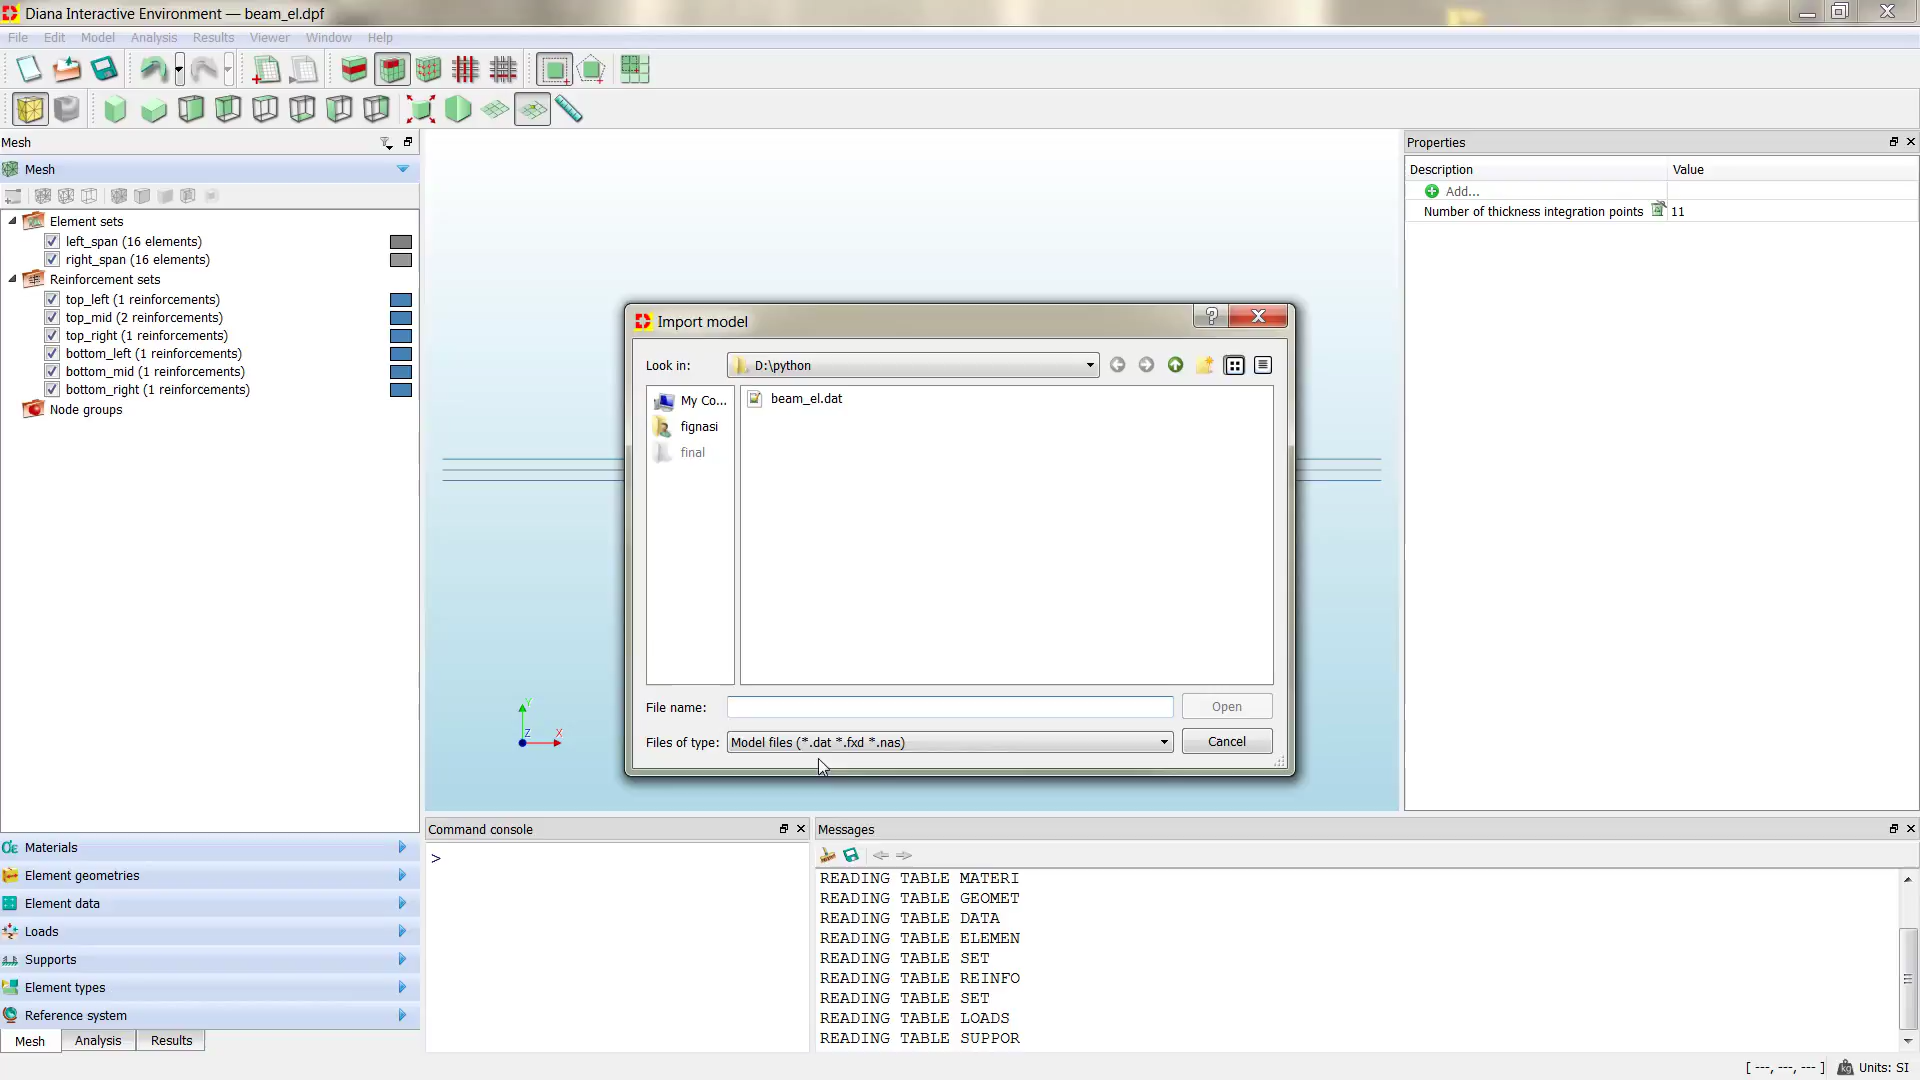 Diana Interactive Environment — beam_el.dpf
File Edit Model Analysis Results Viewer Window Help
Mesh
Mesh
Element sets
left_span (16 elements)
right_span (16 elements)
Reinforcement sets
top_left (1 reinforcements)
top_mid (2 reinforcements)
top_right (1 reinforcements)
bottom_left (1 reinforcements)
bottom_mid (1 reinforcements)
bottom_right (1 reinforcements)
Node groups
Materials
Element geometries
Element data
Loads
Supports
Element types
Reference system
Mesh Analysis Results
Import model
Look in: D:\python
My Co...
fignasi
final
beam_el.dat
File name: Open
Files of type: Model files (*.dat *.fxd *.nas) Cancel
Y
Z X
Properties
Description Value
Add...
Number of thickness integration points 11
Command console
>
Messages
READING TABLE MATERI
READING TABLE GEOMET
READING TABLE DATA
READING TABLE ELEMEN
READING TABLE SET
READING TABLE REINFO
READING TABLE SET
READING TABLE LOADS
READING TABLE SUPPOR
[ ---, ---, --- ] Units: SI